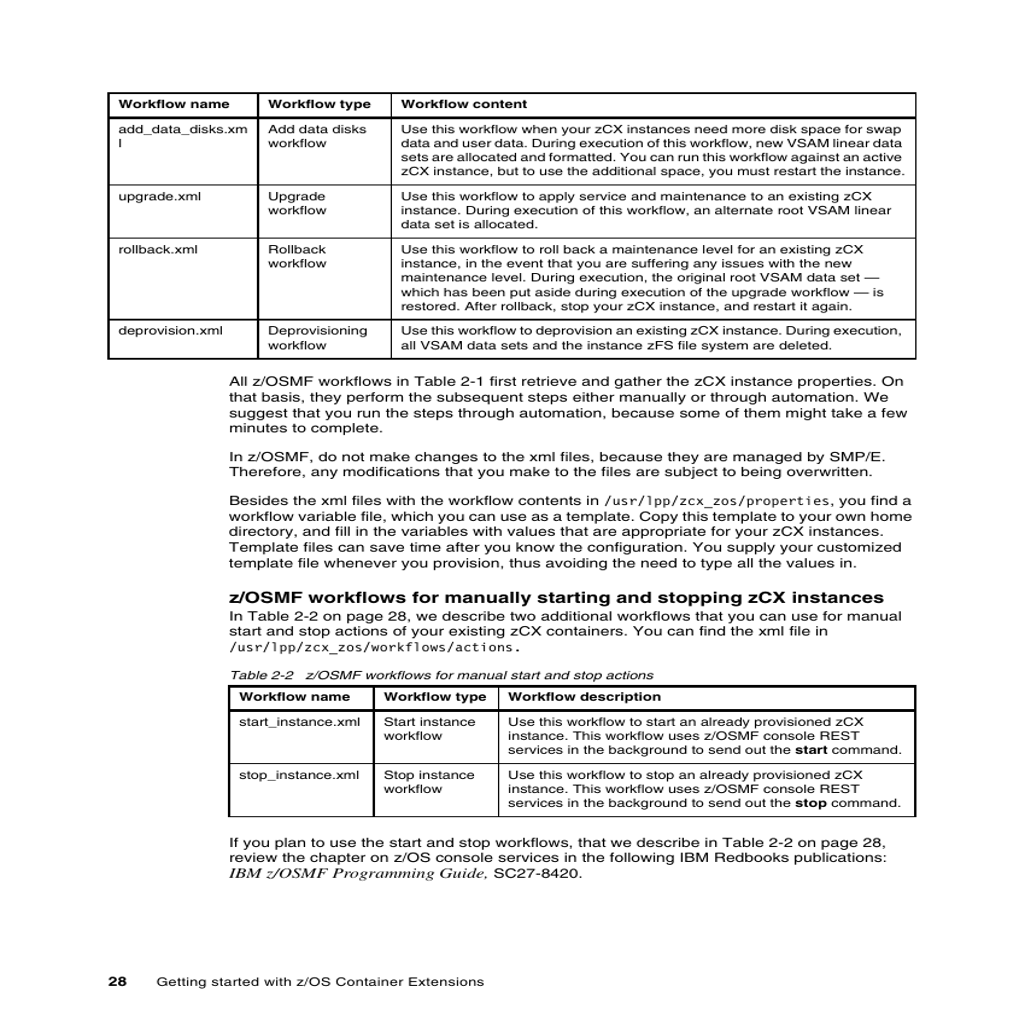 Workflow name Workflow type Workflow content
add_data_disks.xm Add data disks Use this workflow when your zCX instances need more disk space for swap
l workflow data and user data. During execution of this workflow, new VSAM linear data
sets are allocated and formatted. You can run this workflow against an active
zCX instance, but to use the additional space, you must restart the instance.
upgrade.xml Upgrade Use this workflow to apply service and maintenance to an existing zCX
workflow instance. During execution of this workflow, an alternate root VSAM linear
data set is allocated.
rollback.xml Rollback Use this workflow to roll back a maintenance level for an existing zCX
workflow instance, in the event that you are suffering any issues with the new
maintenance level. During execution, the original root VSAM data set —
which has been put aside during execution of the upgrade workflow — is
restored. After rollback, stop your zCX instance, and restart it again.
deprovision.xml Deprovisioning Use this workflow to deprovision an existing zCX instance. During execution,
workflow all VSAM data sets and the instance zFS file system are deleted.
All z/OSMF workflows in Table 2-1 first retrieve and gather the zCX instance properties. On
that basis, they perform the subsequent steps either manually or through automation. We
suggest that you run the steps through automation, because some of them might take a few
minutes to complete.
In z/OSMF, do not make changes to the xml files, because they are managed by SMP/E.
Therefore, any modifications that you make to the files are subject to being overwritten.
Besides the xml files with the workflow contents in /usr/lpp/zcx_zos/properties, you find a
workflow variable file, which you can use as a template. Copy this template to your own home
directory, and fill in the variables with values that are appropriate for your zCX instances.
Template files can save time after you know the configuration. You supply your customized
template file whenever you provision, thus avoiding the need to type all the values in.
z/OSMF workflows for manually starting and stopping zCX instances
In Table 2-2 on page 28, we describe two additional workflows that you can use for manual
start and stop actions of your existing zCX containers. You can find the xml file in
/usr/lpp/zcx_zos/workflows/actions.
Table 2-2 z/OSMF workflows for manual start and stop actions
Workflow name Workflow type Workflow description
start_instance.xml Start instance Use this workflow to start an already provisioned zCX
workflow instance. This workflow uses z/OSMF console REST
services in the background to send out the start command.
stop_instance.xml Stop instance Use this workflow to stop an already provisioned zCX
workflow instance. This workflow uses z/OSMF console REST
services in the background to send out the stop command.
If you plan to use the start and stop workflows, that we describe in Table 2-2 on page 28,
review the chapter on z/OS console services in the following IBM Redbooks publications:
IBM z/OSMF Programming Guide, SC27-8420.
28 Getting started with z/OS Container Extensions